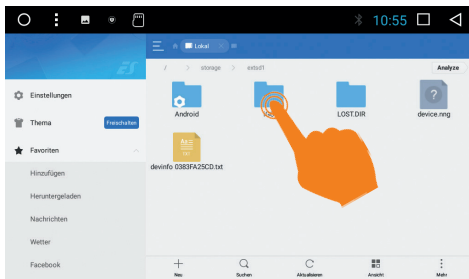 10:55
ES
Lokal
/ > storage > extsd1
Analyze
Einstellungen
Thema
Freischalten
Favoriten
Hinzufügen
Heruntergeladen
Nachrichten
Wetter
Facebook
Android
LOST.DIR
device.nng
devinfo 0383FA25CD.txt
Neu
Suchen
Aktualisieren
Ansicht
Mehr